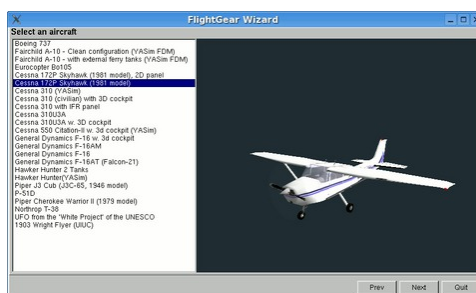 FlightGear Wizard
Select an aircraft
Boeing 737
Fairchild A-10 - Clean configuration (YASim FDM)
Fairchild A-10 - with external ferry tanks (YASim FDM)
Eurocopter Bo105
Cessna 172P Skyhawk (1981 model), 2D panel
Cessna 172P Skyhawk (1981 model)
Cessna 310 (YASim)
Cessna 310 (civilian) with 3D cockpit
Cessna 310 with IFR panel
Cessna 310U3A
Cessna 310U3A w. 3D cockpit
Cessna 550 Citation-II w. 3d cockpit (YASim)
General Dynamics F-16 w. 3d cockpit
General Dynamics F-16AM
General Dynamics F-16
General Dynamics F-16AT (Falcon-21)
Hawker Hunter 2 Tanks
Hawker Hunter(YASim)
Piper J3 Cub (J3C-65, 1946 model)
P-51D
Piper Cherokee Warrior II (1979 model)
Northrop T-38
UFO from the 'White Project' of the UNESCO
1903 Wright Flyer (UIUC)
Prev Next Quit